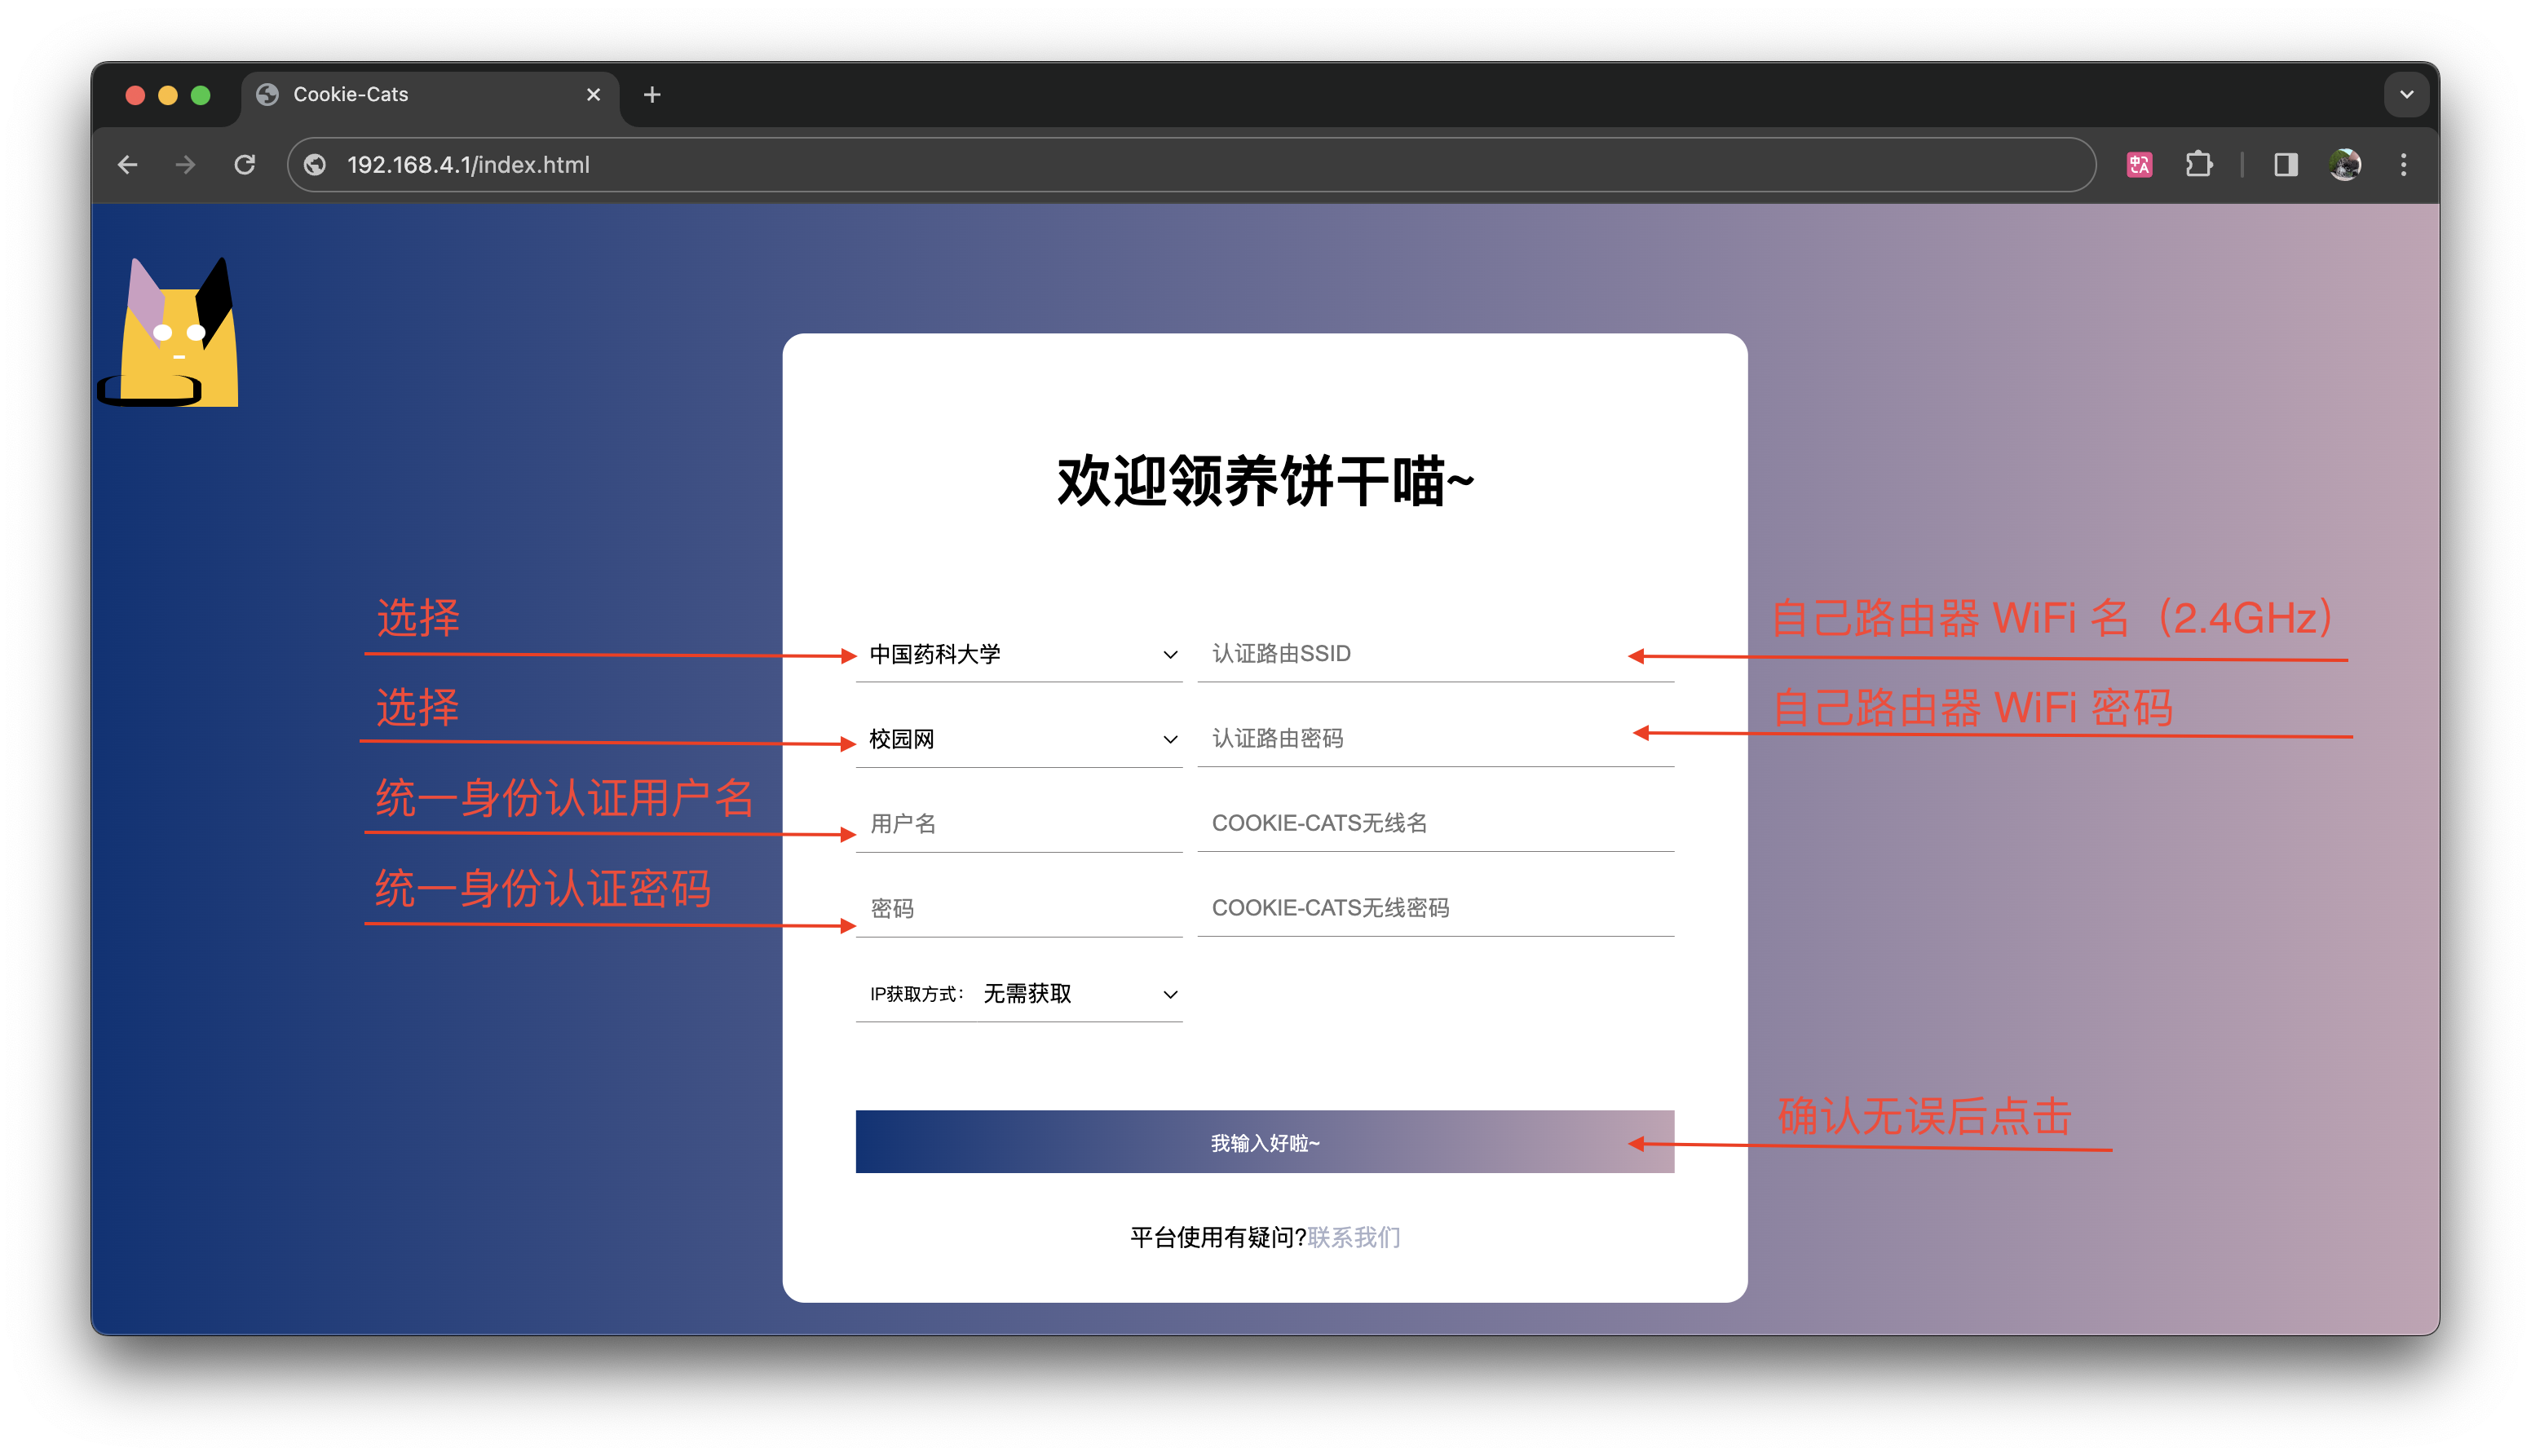 Cookie-Cats
192.168.4.1/index.html
欢迎领养饼干喵~
选择
中国药科大学
认证路由SSID
自己路由器 WiFi 名（2.4GHz）
选择
校园网
认证路由密码
自己路由器 WiFi 密码
统一身份认证用户名
用户名
COOKIE-CATS无线名
统一身份认证密码
密码
COOKIE-CATS无线密码
IP获取方式： 无需获取
我输入好啦~
确认无误后点击
平台使用有疑问?联系我们